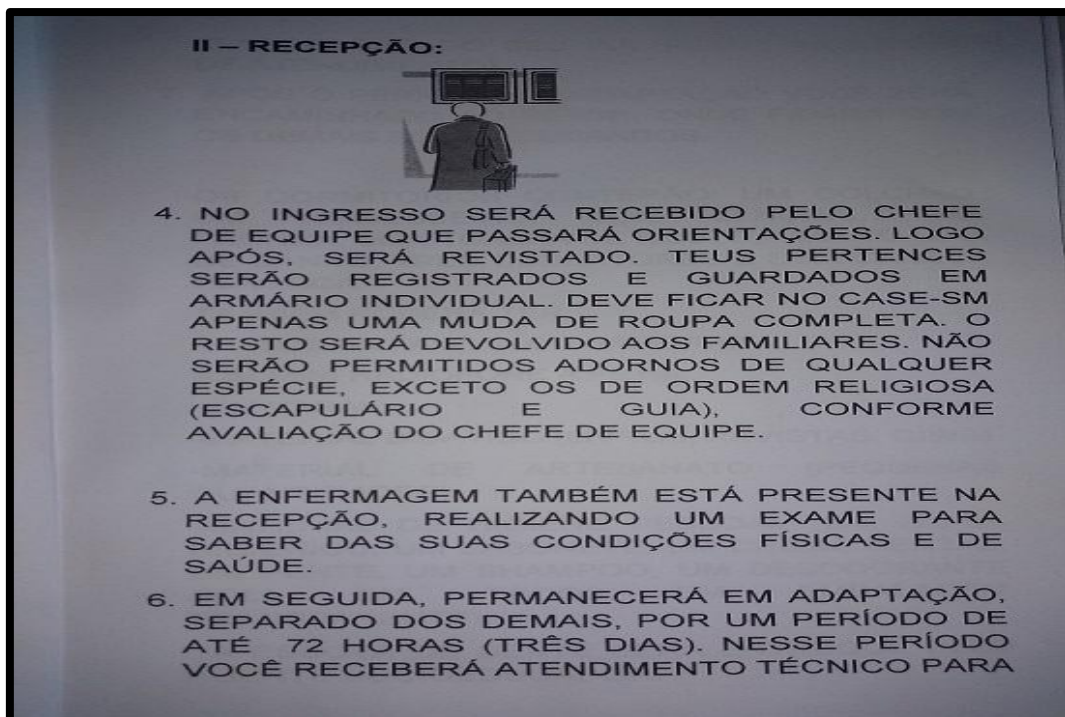 II – RECEPÇÃO:
4. NO INGRESSO SERÁ RECEBIDO PELO CHEFE
DE EQUIPE QUE PASSARÁ ORIENTAÇÕES. LOGO
APÓS, SERÁ REVISTADO. TEUS PERTENCES
SERÃO REGISTRADOS E GUARDADOS EM
ARMÁRIO INDIVIDUAL. DEVE FICAR NO CASE-SM
APENAS UMA MUDA DE ROUPA COMPLETA. O
RESTO SERÁ DEVOLVIDO AOS FAMILIARES. NÃO
SERÃO PERMITIDOS ADORNOS DE QUALQUER
ESPÉCIE, EXCETO OS DE ORDEM RELIGIOSA
(ESCAPULÁRIO E GUIA), CONFORME
AVALIAÇÃO DO CHEFE DE EQUIPE.
5. A ENFERMAGEM TAMBÉM ESTÁ PRESENTE NA
RECEPÇÃO, REALIZANDO UM EXAME PARA
SABER DAS SUAS CONDIÇÕES FÍSICAS E DE
SAÚDE.
6. EM SEGUIDA, PERMANECERÁ EM ADAPTAÇÃO,
SEPARADO DOS DEMAIS, POR UM PERÍODO DE
ATÉ 72 HORAS (TRÊS DIAS). NESSE PERÍODO
VOCÊ RECEBERÁ ATENDIMENTO TÉCNICO PARA